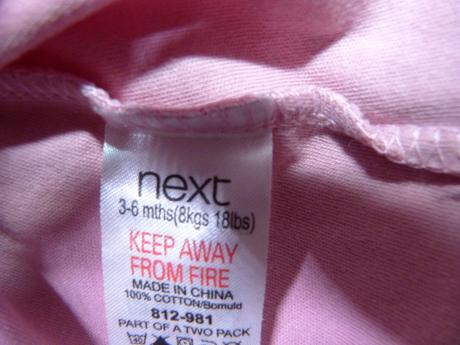 next
3-6 mths(8kgs 18lbs)
KEEP AWAY
FROM FIRE
MADE IN CHINA
100% COTTON/Bomuld
812-981
PART OF A TWO PACK
40